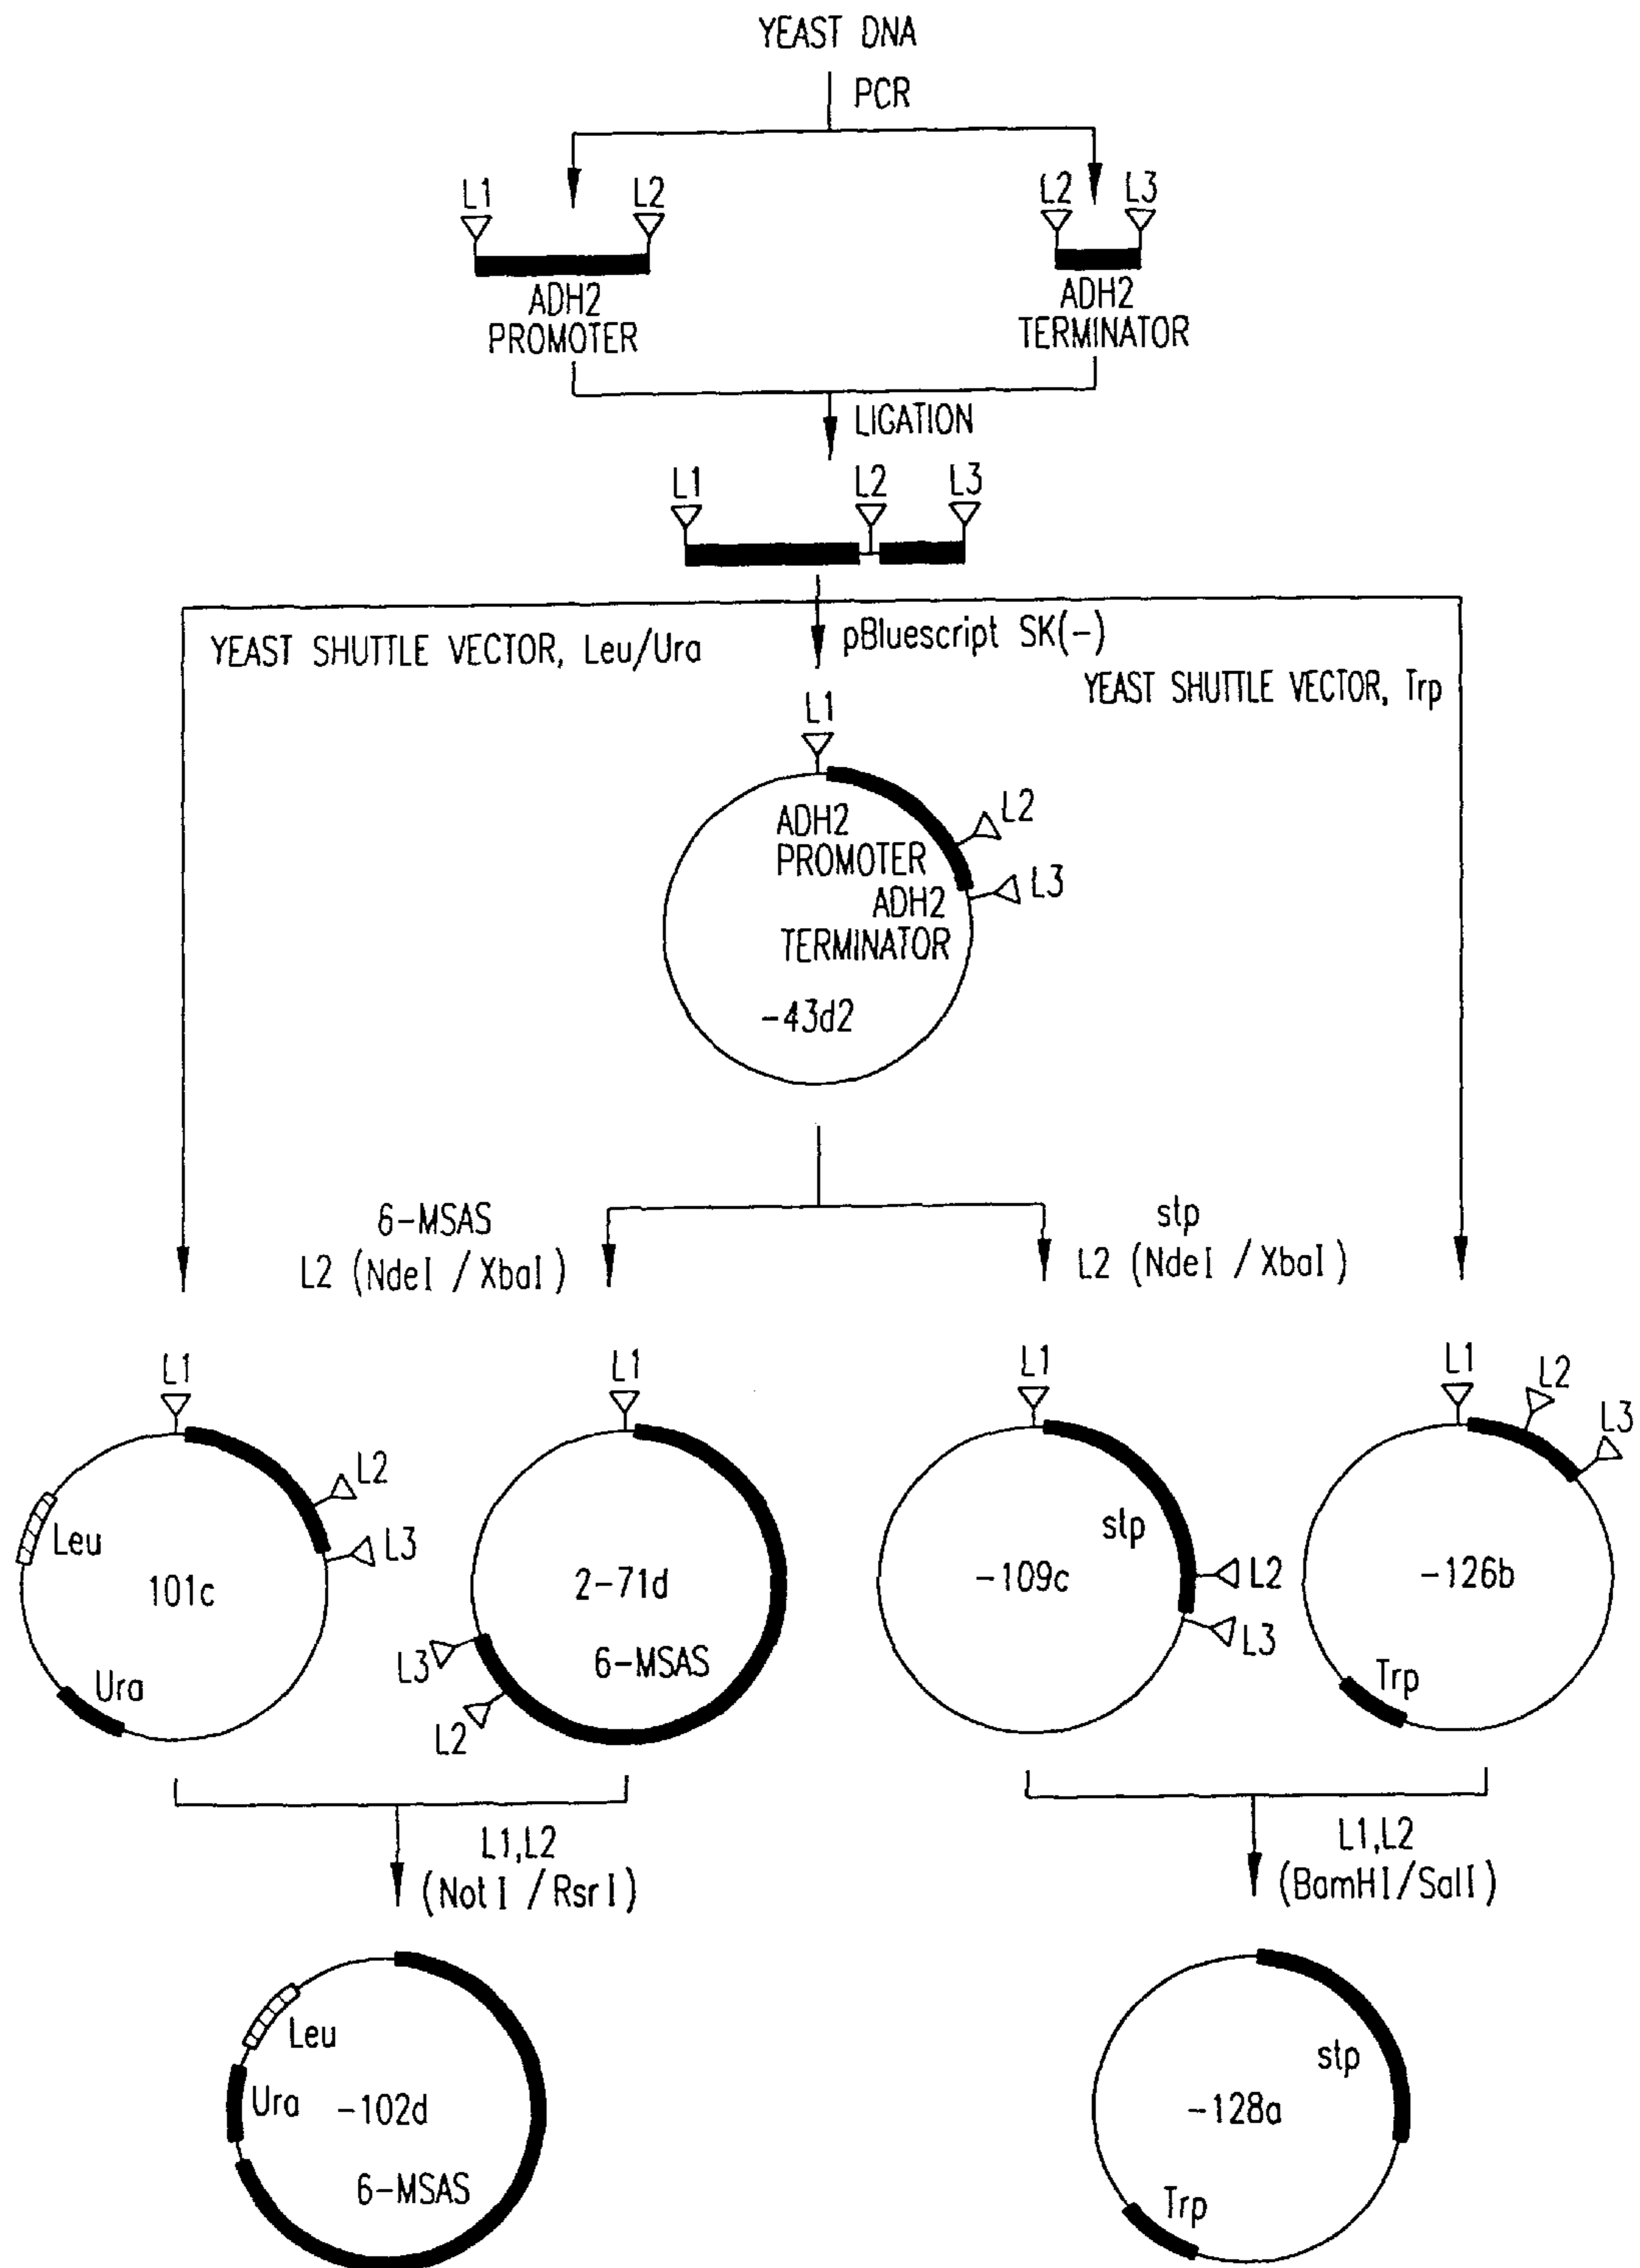 YEAST DNA
PCR
L1
L2
L2
L3
ADH2
PROMOTER
ADH2
TERMINATOR
LIGATION
L1
L2
L3
YEAST SHUTTLE VECTOR, Leu/Ura
pBluescript SK(-)
YEAST SHUTTLE VECTOR, Trp
L1
L2
L3
ADH2
PROMOTER
ADH2
TERMINATOR
-43d2
6-MSAS
L2 (NdeI / XbaI)
stp
L2 (NdeI / XbaI)
L1
L2
L3
Leu
101c
Ura
L1
2-71d
6-MSAS
L3
L2
L1
stp
-109c
L2
L3
L1
L2
L3
-126b
Trp
L1,L2
(NotI / RsrI)
L1,L2
(BamHI/SalI)
Leu
Ura
-102d
6-MSAS
stp
-128a
Trp